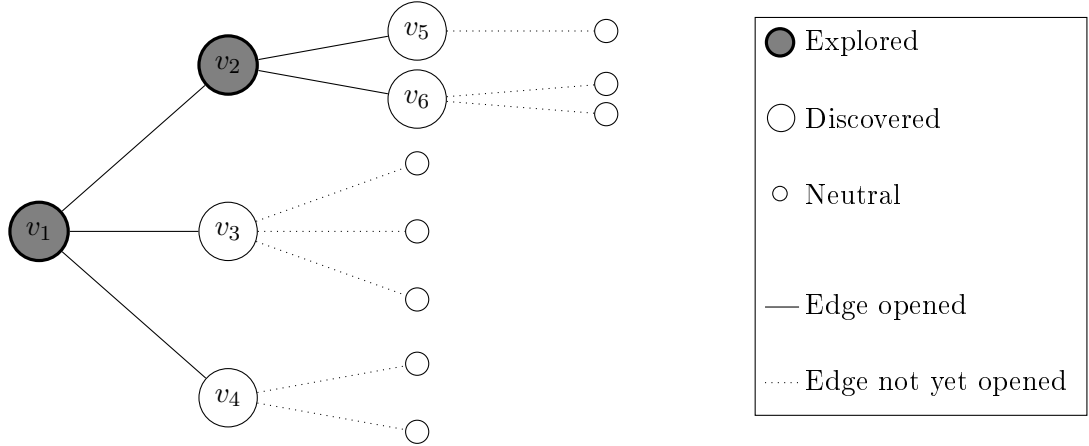 v₅
v₂
v₆
v₁
v₃
v₄
Explored
Discovered
Neutral
Edge opened
Edge not yet opened